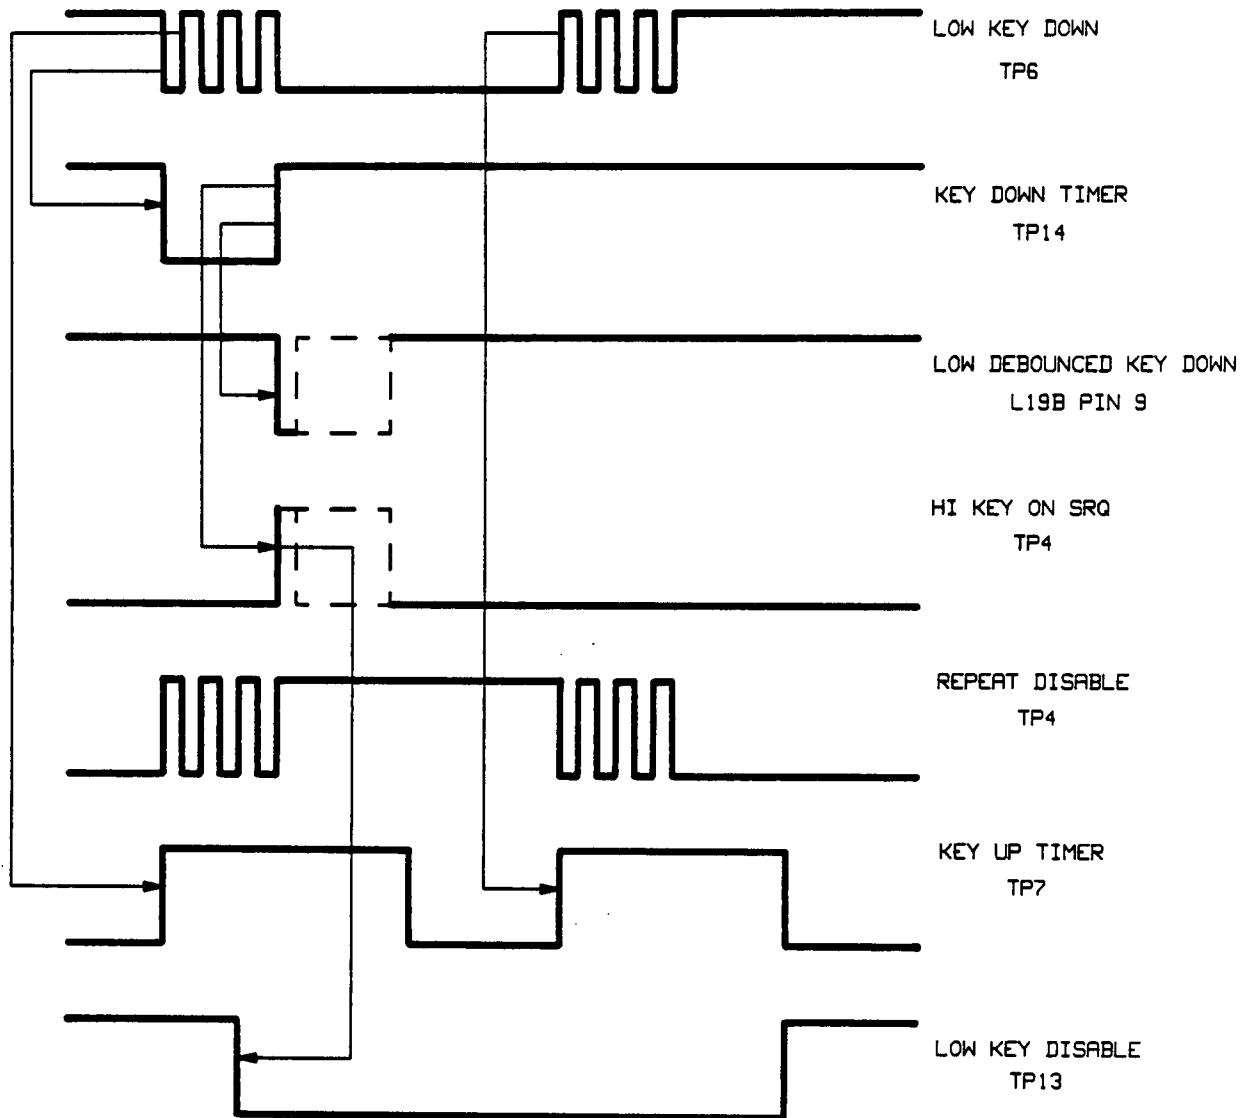 LOW KEY DOWN
TP6
KEY DOWN TIMER
TP14
LOW DEBOUNCED KEY DOWN
L19B PIN 9
HI KEY ON SRQ
TP4
REPEAT DISABLE
TP4
KEY UP TIMER
TP7
LOW KEY DISABLE
TP13